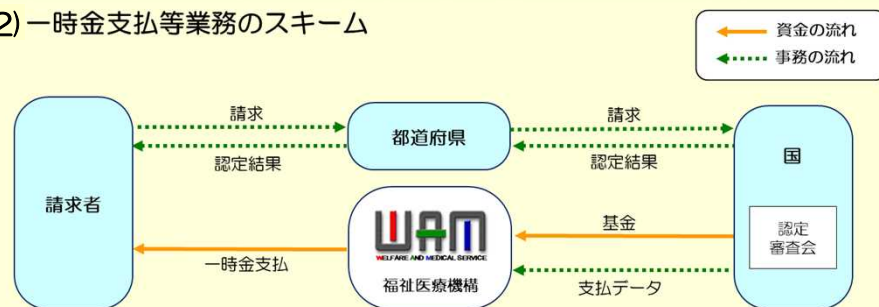 2) 一時金支払等業務のスキーム
資金の流れ
事務の流れ
請求者
請求
認定結果
都道府県
請求
認定結果
国
認定
審査会
WAM
WELFARE AND MEDICAL SERVICE
福祉医療機構
基金
支払データ
一時金支払